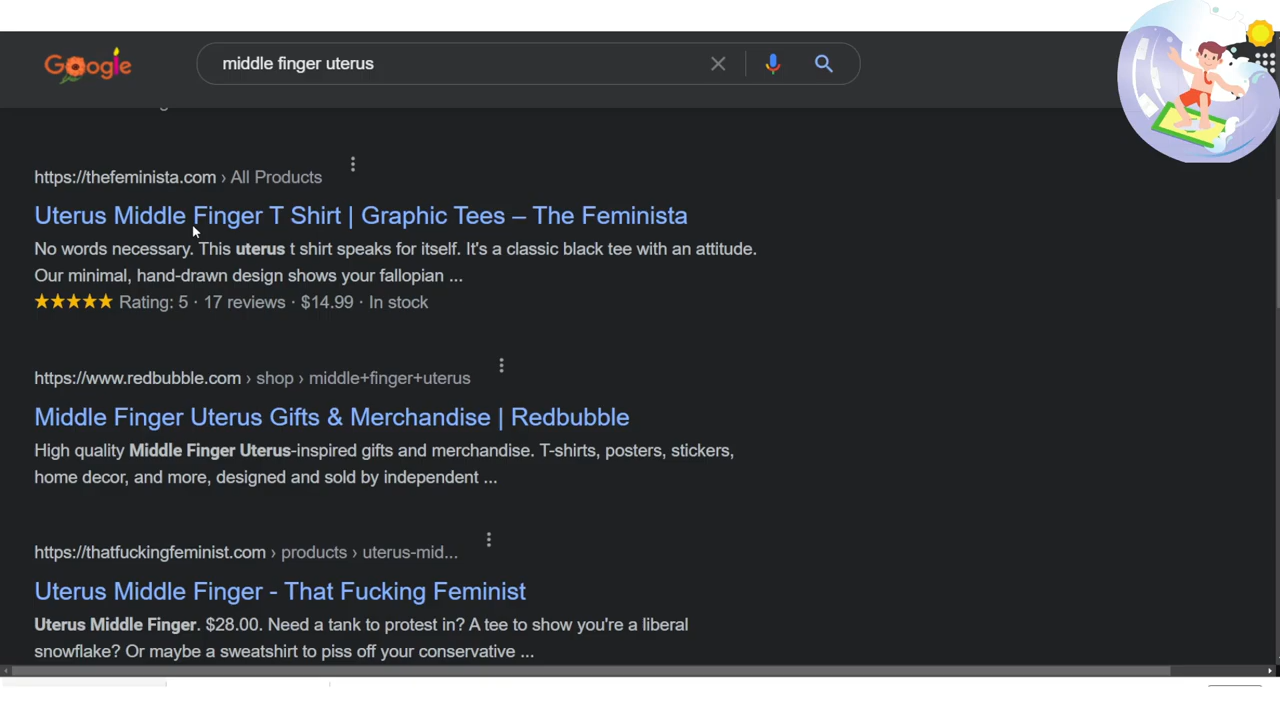 Google
middle finger uterus
https://thefeminista.com › All Products
Uterus Middle Finger T Shirt | Graphic Tees – The Feminista
No words necessary. This uterus t shirt speaks for itself. It's a classic black tee with an attitude.
Our minimal, hand-drawn design shows your fallopian ...
Rating: 5 · 17 reviews · $14.99 · In stock
https://www.redbubble.com › shop › middle+finger+uterus
Middle Finger Uterus Gifts & Merchandise | Redbubble
High quality Middle Finger Uterus-inspired gifts and merchandise. T-shirts, posters, stickers,
home decor, and more, designed and sold by independent ...
https://thatfuckingfeminist.com › products › uterus-mid...
Uterus Middle Finger - That Fucking Feminist
Uterus Middle Finger. $28.00. Need a tank to protest in? A tee to show you're a liberal
snowflake? Or maybe a sweatshirt to piss off your conservative ...